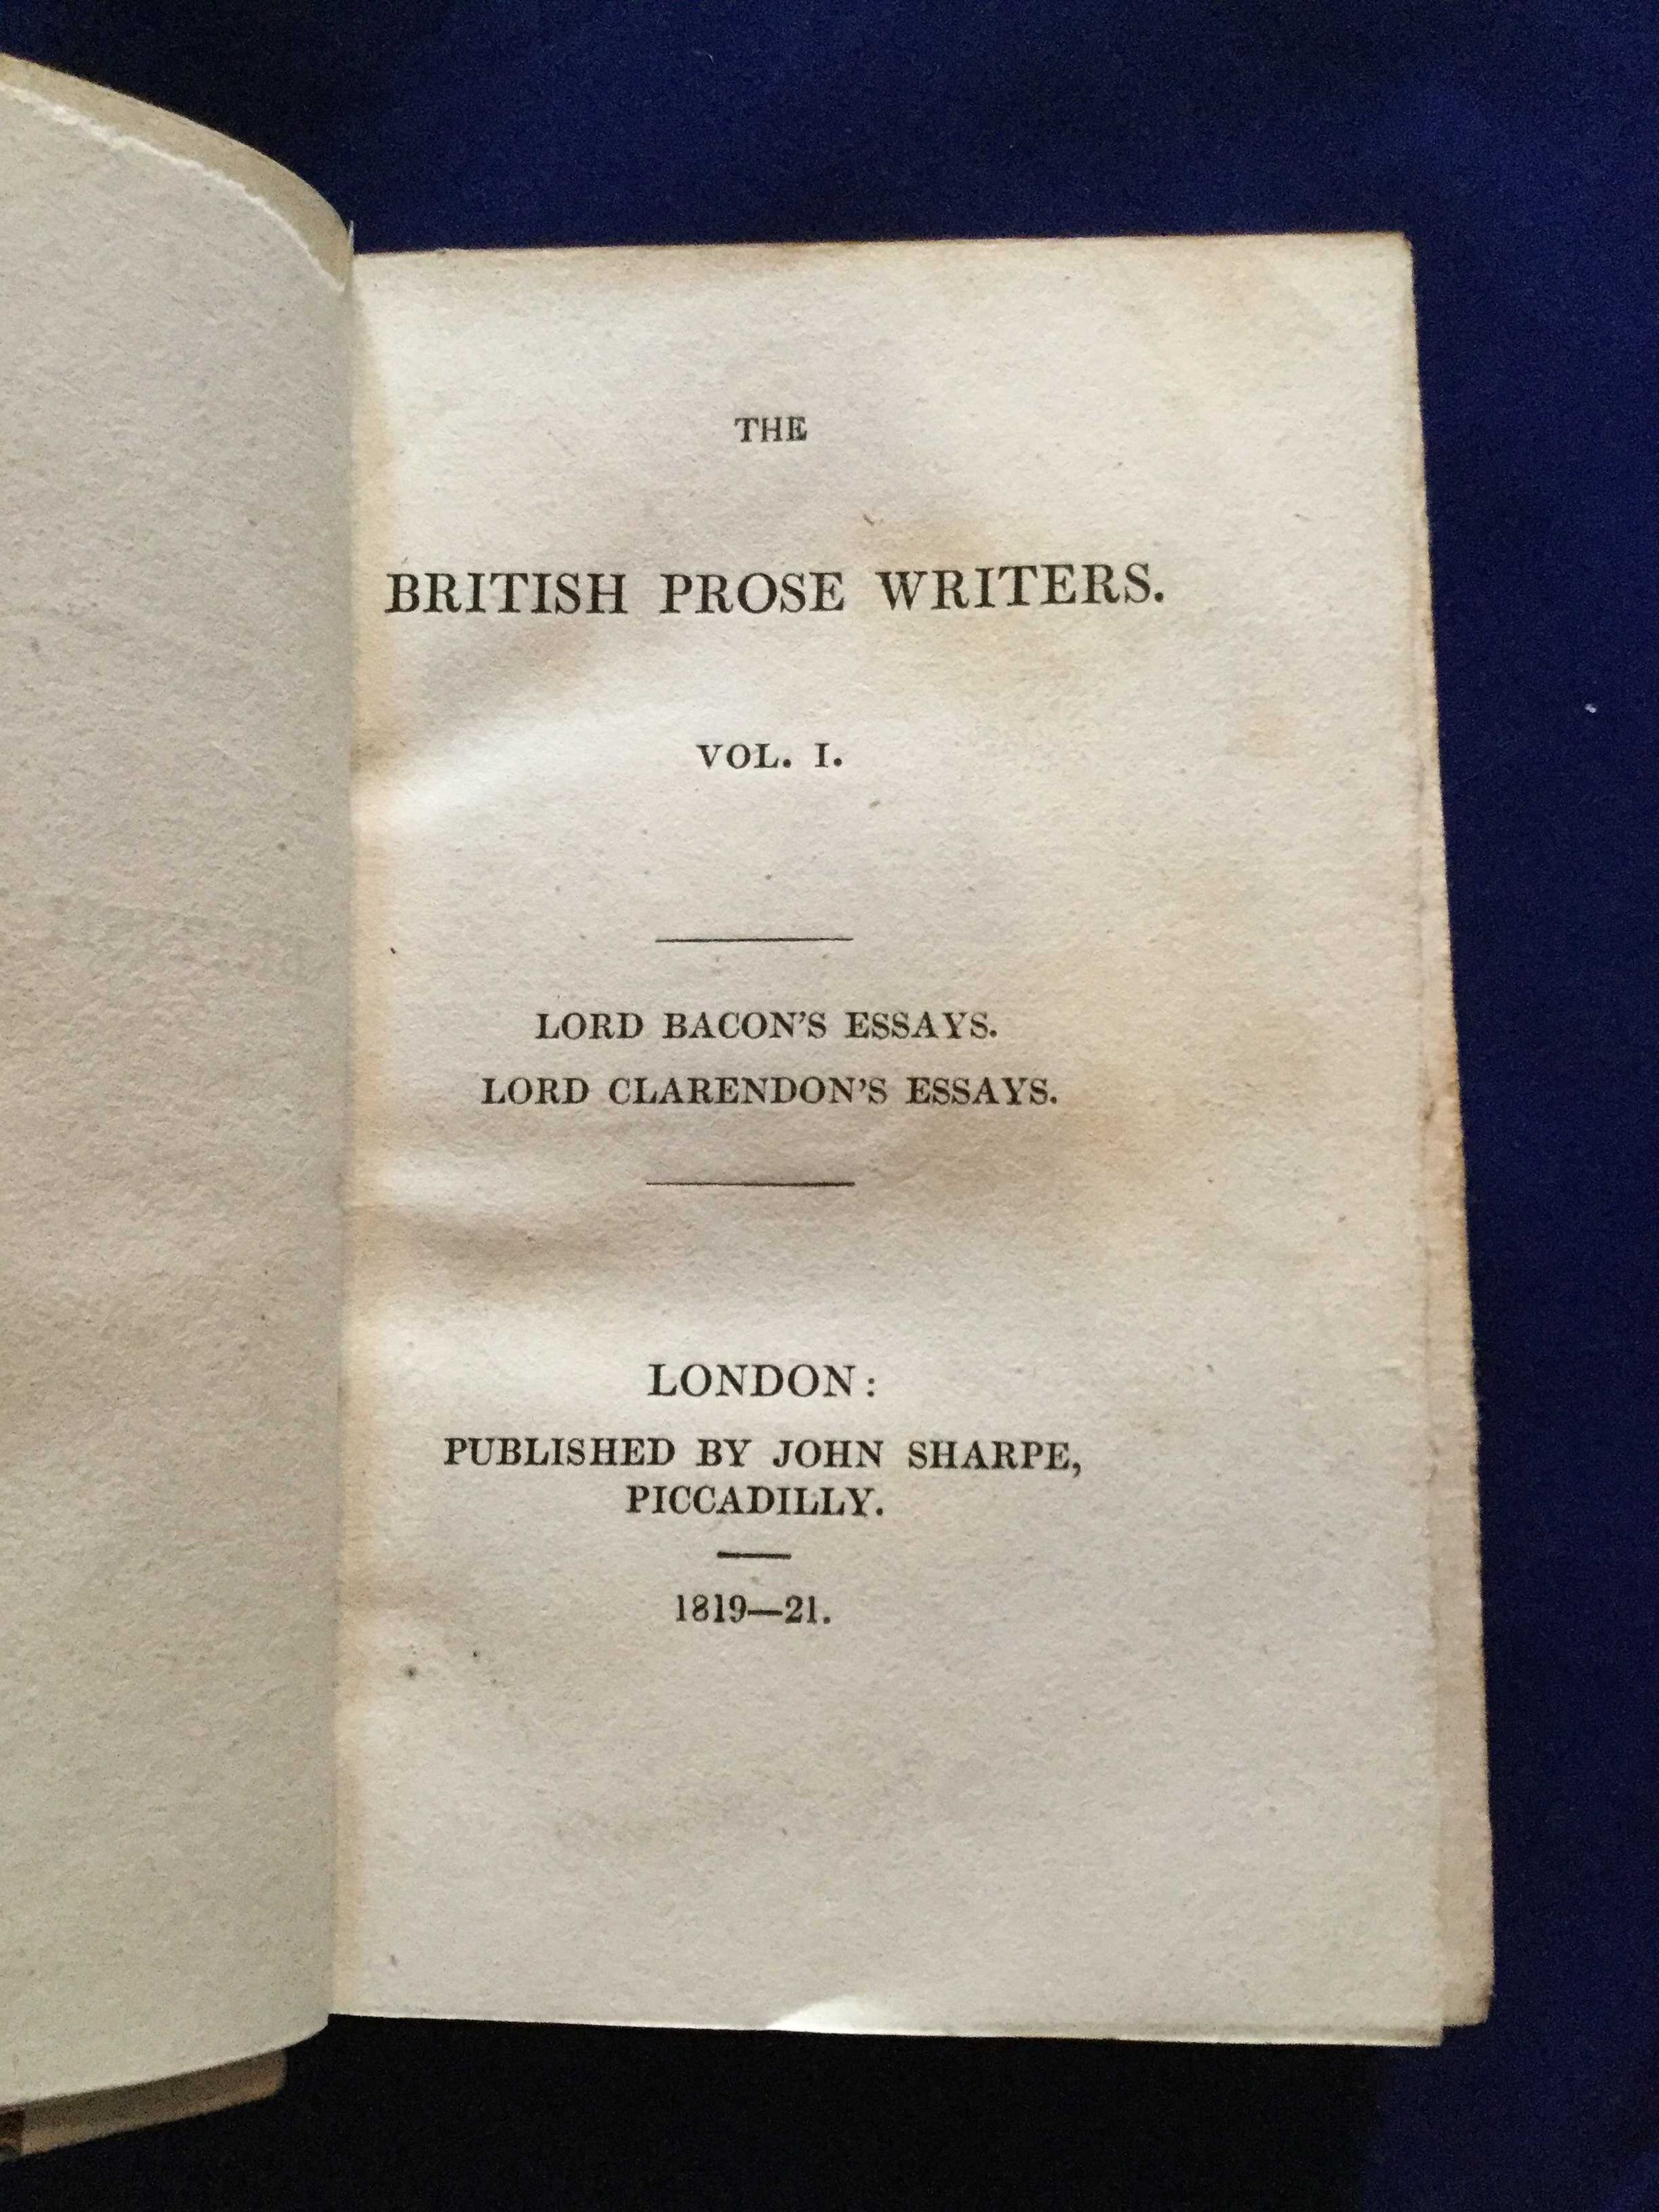 THE
BRITISH PROSE WRITERS.
VOL. I.
LORD BACON'S ESSAYS.
LORD CLARENDON'S ESSAYS.
LONDON:
PUBLISHED BY JOHN SHARPE,
PICCADILLY.
1819—21.